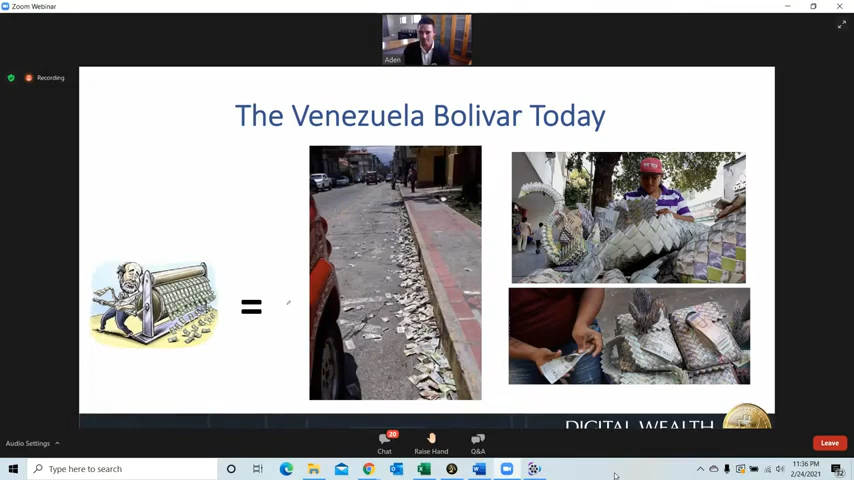 Zoom Webinar
Aden
Recording
The Venezuela Bolivar Today
=
DIGITAL WEALTH
Audio Settings
20
Chat
Raise Hand
Q&A
Leave
Type here to search
11:36 PM
2/24/2021
32